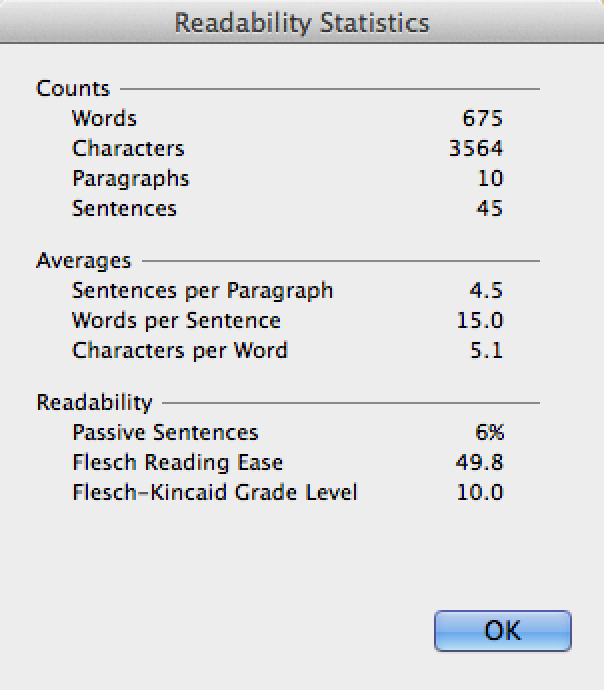 Readability Statistics
Counts
Words 675
Characters 3564
Paragraphs 10
Sentences 45
Averages
Sentences per Paragraph 4.5
Words per Sentence 15.0
Characters per Word 5.1
Readability
Passive Sentences 6%
Flesch Reading Ease 49.8
Flesch-Kincaid Grade Level 10.0
OK